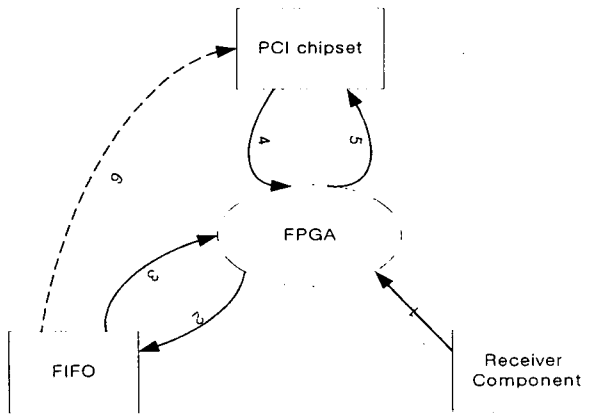 PCI chipset
4
5
6
FPGA
3
2
1
FIFO
Receiver
Component